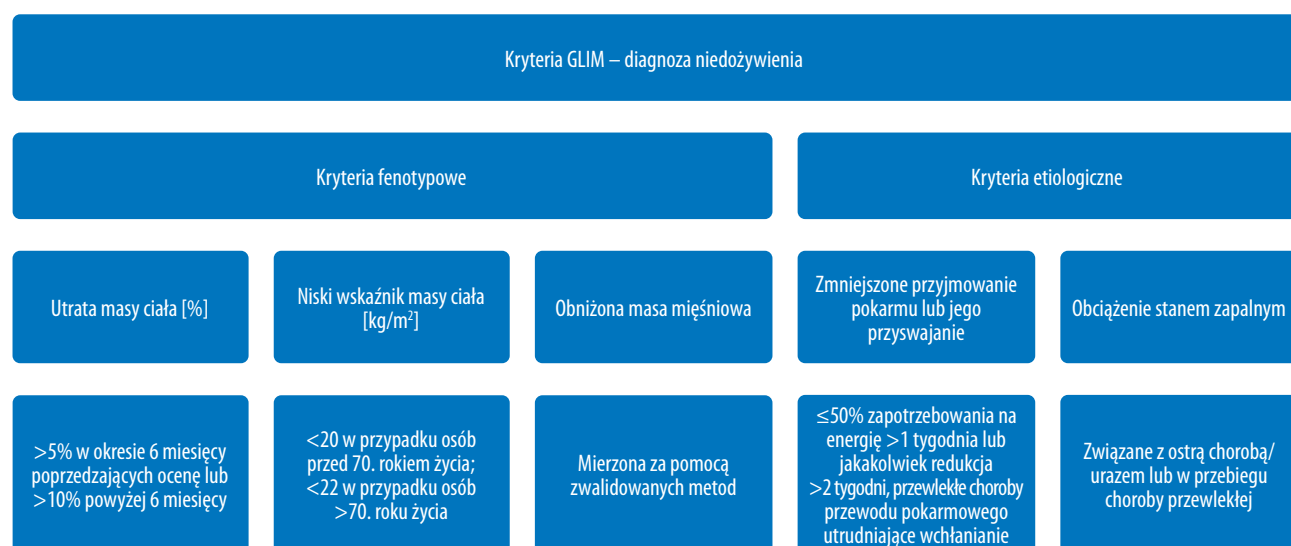 Kryteria GLIM – diagnoza niedożywienia
Kryteria fenotypowe
Kryteria etiologiczne
Utrata masy ciała [%]
Niski wskaźnik masy ciała
[kg/m²]
Obniżona masa mięśniowa
Zmniejszone przyjmowanie
pokarmu lub jego
przyswajanie
Obciążenie stanem zapalnym
>5% w okresie 6 miesięcy
poprzedzających ocenę lub
>10% powyżej 6 miesięcy
<20 w przypadku osób
przed 70. rokiem życia;
<22 w przypadku osób
>70. roku życia
Mierzona za pomocą
zwalidowanych metod
≤50% zapotrzebowania na
energię >1 tygodnia lub
jakakolwiek redukcja
>2 tygodni, przewlekłe choroby
przewodu pokarmowego
utrudniające wchłanianie
Związane z ostrą chorobą/
urazem lub w przebiegu
choroby przewlekłej